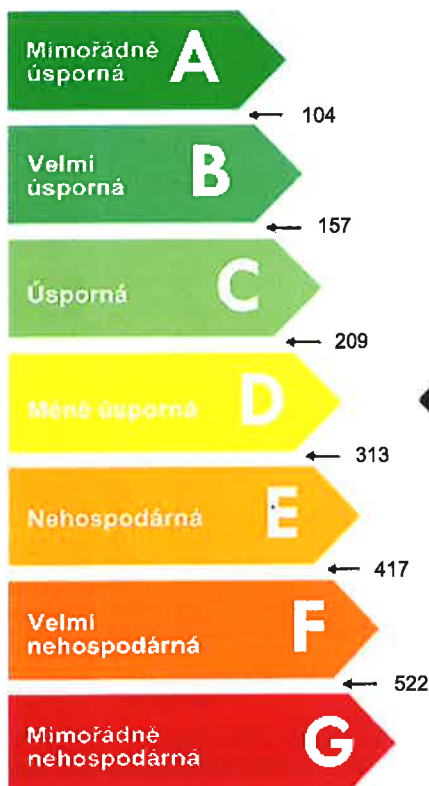 Mimořádně
úsporná
A
104
Velmi
úsporná
B
157
Úsporná
C
209
Méně úsporná
D
313
Nehospodárná
E
417
Velmi
nehospodárná
F
522
Mimořádně
nehospodárná
G